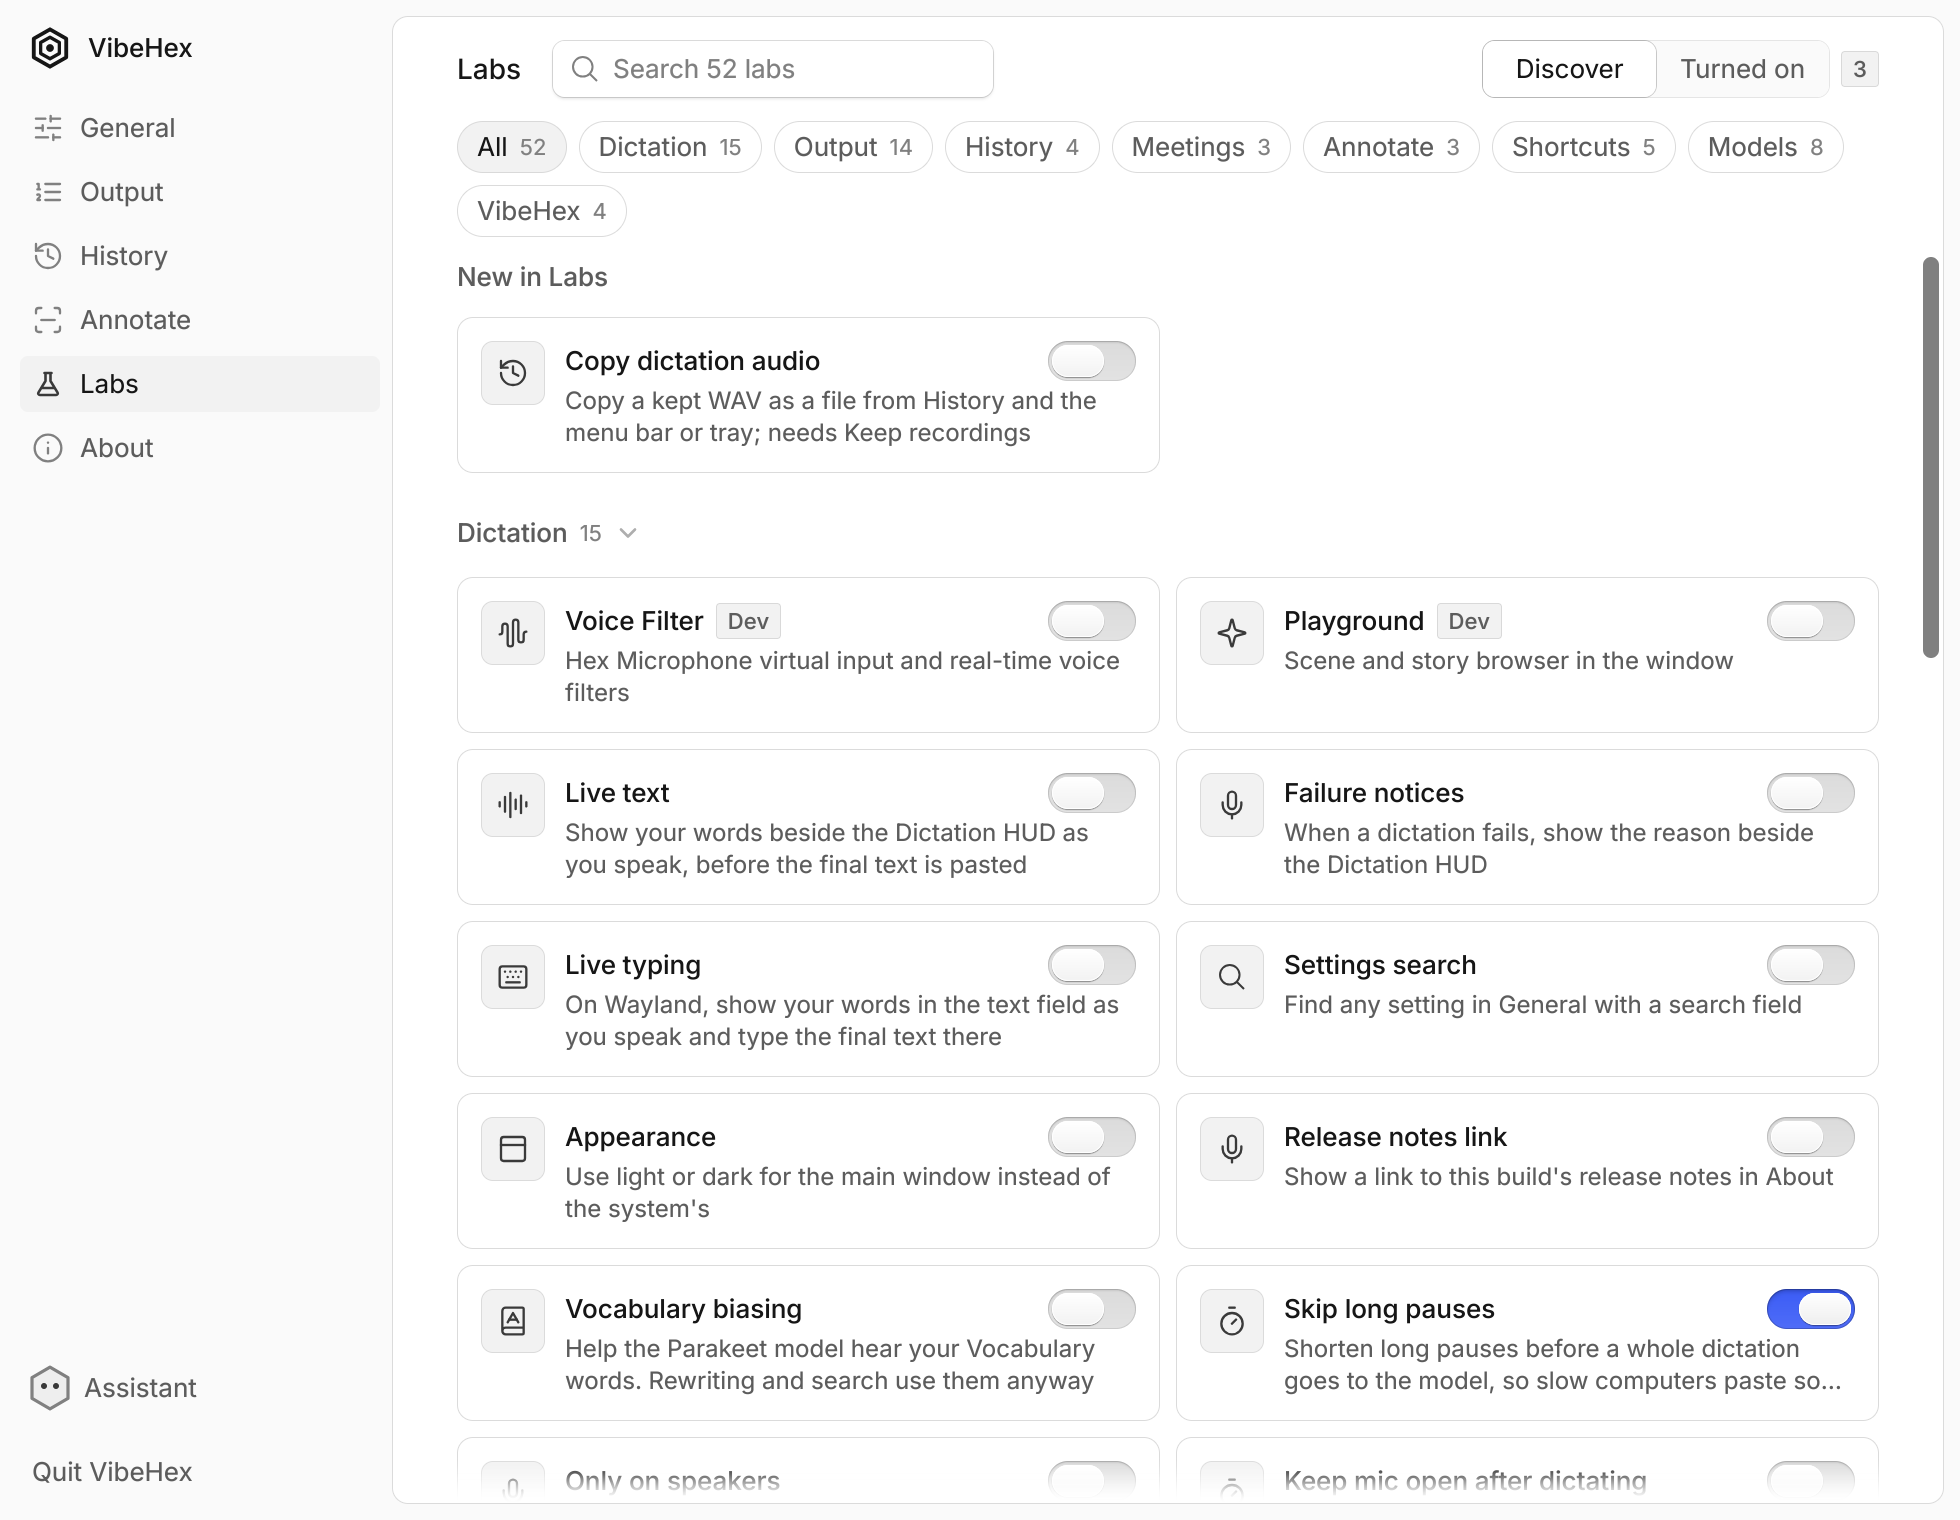 VibeHex
General
Output
History
Annotate
Labs
About
Assistant
Quit VibeHex
Labs
Search 52 labs
Discover
Turned on
3
All 52
Dictation 15
Output 14
History 4
Meetings 3
Annotate 3
Shortcuts 5
Models 8
VibeHex 4
New in Labs
Copy dictation audio
Copy a kept WAV as a file from History and the
menu bar or tray; needs Keep recordings
Dictation 15
Voice Filter Dev
Hex Microphone virtual input and real-time voice
filters
Playground Dev
Scene and story browser in the window
Live text
Show your words beside the Dictation HUD as
you speak, before the final text is pasted
Failure notices
When a dictation fails, show the reason beside
the Dictation HUD
Live typing
On Wayland, show your words in the text field as
you speak and type the final text there
Settings search
Find any setting in General with a search field
Appearance
Use light or dark for the main window instead of
the system's
Release notes link
Show a link to this build's release notes in About
Vocabulary biasing
Help the Parakeet model hear your Vocabulary
words. Rewriting and search use them anyway
Skip long pauses
Shorten long pauses before a whole dictation
goes to the model, so slow computers paste so...
Only on speakers
Keep mic open after dictating